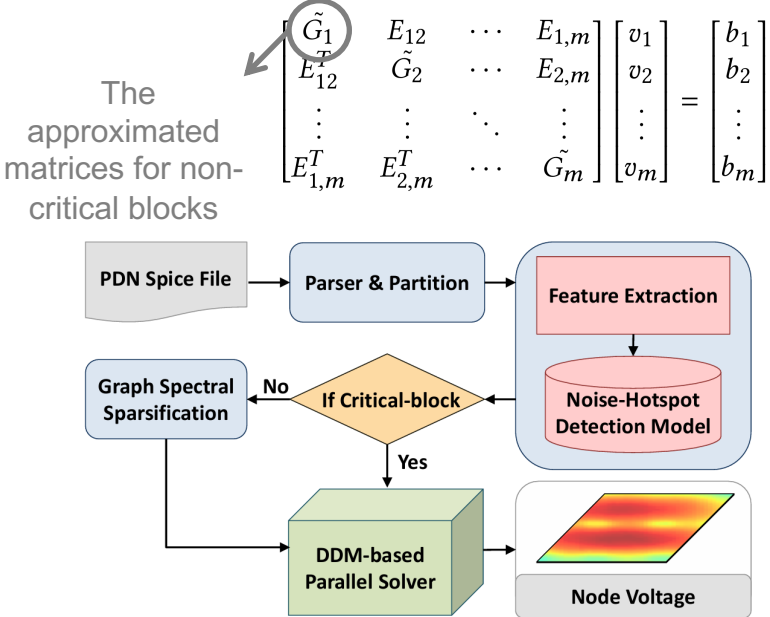 G̃₁ E₁₂ ⋯ E₁,ₘ v₁ b₁
E₁₂ᵀ G̃₂ ⋯ E₂,ₘ v₂ = b₂
⋮ ⋮ ⋱ ⋮ ⋮ ⋮
E₁,ₘᵀ E₂,ₘᵀ ⋯ G̃ₘ vₘ bₘ
The
approximated
matrices for non-
critical blocks
PDN Spice File
Parser & Partition
Feature Extraction
Noise-Hotspot
Detection Model
If Critical-block
No
Yes
Graph Spectral
Sparsification
DDM-based
Parallel Solver
Node Voltage